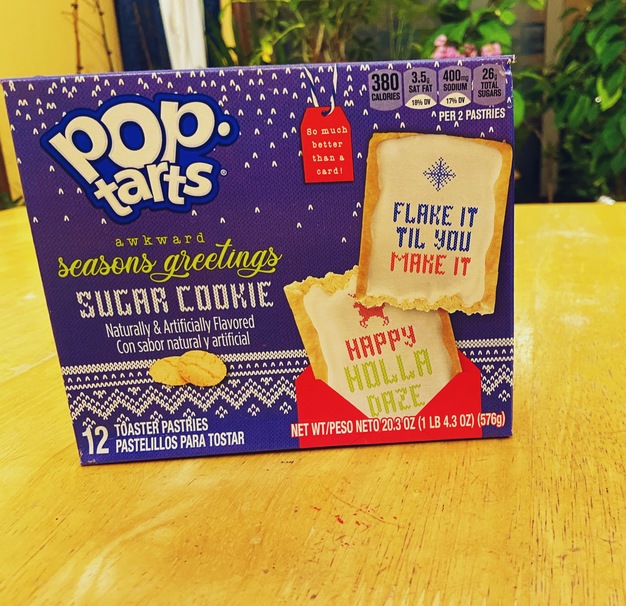 POP·
tarts®
awkward
seasons greetings
SUGAR COOKIE
Naturally & Artificially Flavored
Con sabor natural y artificial
12 TOASTER PASTRIES
PASTELILLOS PARA TOSTAR
So much
better
than a
card!
380
CALORIES
3.5g
SAT FAT
18% DV
400mg
SODIUM
17% DV
26g
TOTAL
SUGARS
PER 2 PASTRIES
FLAKE IT
TIL YOU
MAKE IT
HAPPY
HOLLA
DAZE
NET WT/PESO NETO 20.3 OZ (1 LB 4.3 OZ) (576g)